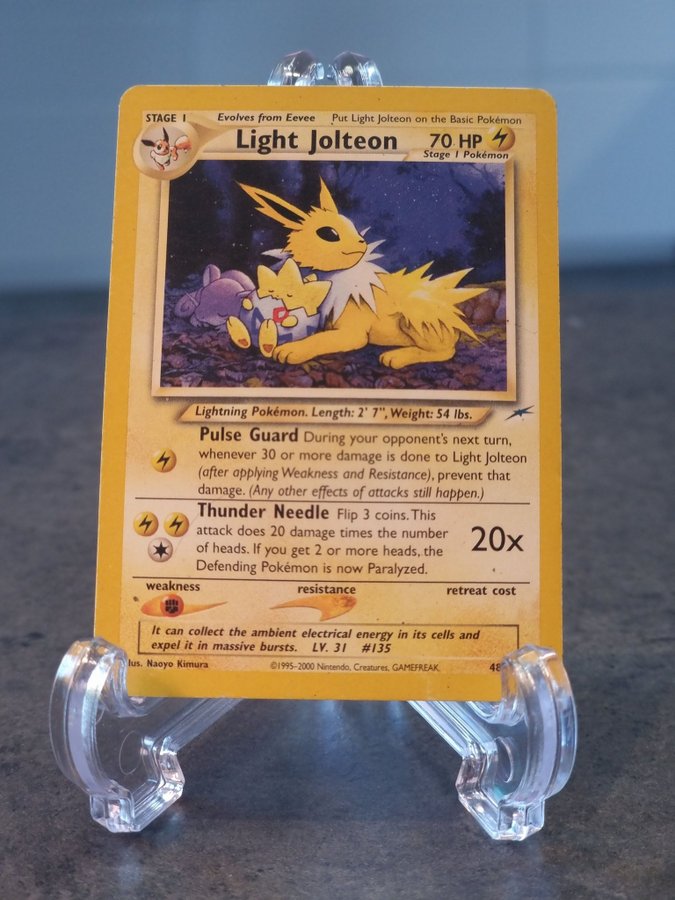 STAGE 1 Evolves from Eevee Put Light Jolteon on the Basic Pokémon
Light Jolteon 70 HP
Stage 1 Pokémon
Lightning Pokémon. Length: 2' 7", Weight: 54 lbs.
Pulse Guard During your opponent's next turn,
whenever 30 or more damage is done to Light Jolteon
(after applying Weakness and Resistance), prevent that
damage. (Any other effects of attacks still happen.)
Thunder Needle Flip 3 coins. This
attack does 20 damage times the
number of heads. If you get 2 or more heads, the
Defending Pokémon is now Paralyzed.
20x
weakness resistance retreat cost
It can collect the ambient electrical energy in its cells and
expel it in massive bursts. LV. 31 #135
lus. Naoyo Kimura ©1995-2000 Nintendo, Creatures, GAMEFREAK. 48